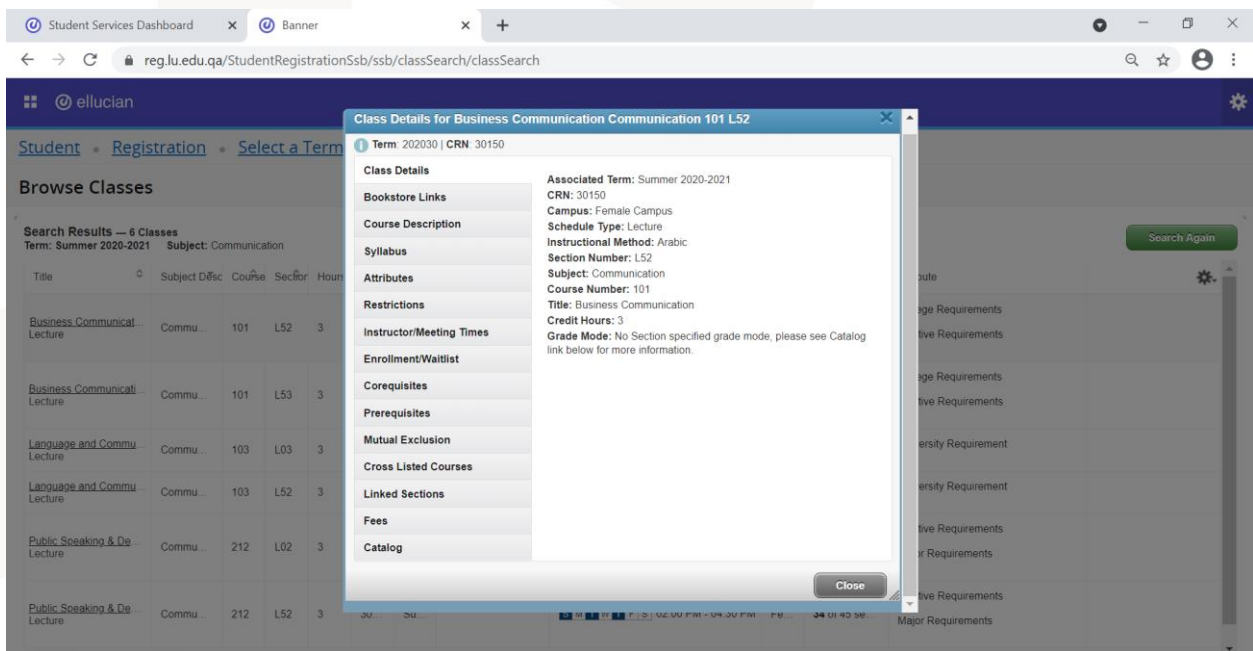 Student Services Dashboard
Banner
reg.lu.edu.qa/StudentRegistrationSsb/ssb/classSearch/classSearch
ellucian
Student Registration Select a Term
Browse Classes
Search Results — 6 Classes
Term: Summer 2020-2021 Subject: Communication
Search Again
Title Subject Desc Course Section Hours
Business Communicat...
Lecture
Commu... 101 L52 3
Business Communicati...
Lecture
Commu... 101 L53 3
Language and Commu...
Lecture
Commu... 103 L03 3
Language and Commu...
Lecture
Commu... 103 L52 3
Public Speaking & De...
Lecture
Commu... 212 L02 3
Public Speaking & De...
Lecture
Commu... 212 L52 3 30... Su... S M T W T F S 02:00 PM - 04:30 PM Fe... 34 of 45 se...
Class Details for Business Communication Communication 101 L52
Term: 202030 | CRN: 30150
Class Details
Bookstore Links
Course Description
Syllabus
Attributes
Restrictions
Instructor/Meeting Times
Enrollment/Waitlist
Corequisites
Prerequisites
Mutual Exclusion
Cross Listed Courses
Linked Sections
Fees
Catalog
Associated Term: Summer 2020-2021
CRN: 30150
Campus: Female Campus
Schedule Type: Lecture
Instructional Method: Arabic
Section Number: L52
Subject: Communication
Course Number: 101
Title: Business Communication
Credit Hours: 3
Grade Mode: No Section specified grade mode, please see Catalog
link below for more information.
Close
bute
ege Requirements
tive Requirements
ege Requirements
tive Requirements
ersity Requirement
ersity Requirement
tive Requirements
or Requirements
tive Requirements
Major Requirements